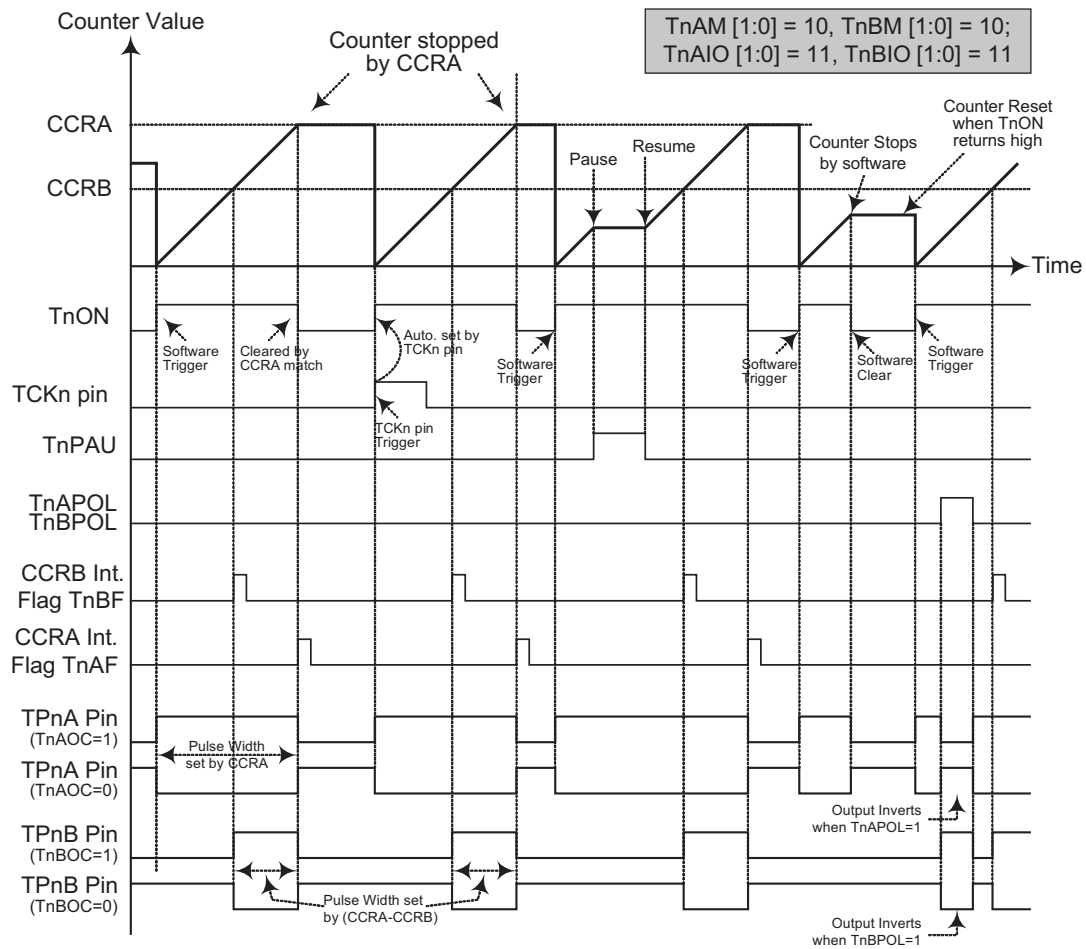 Counter Value
TnAM [1:0] = 10, TnBM [1:0] = 10;
TnAIO [1:0] = 11, TnBIO [1:0] = 11
Counter stopped
by CCRA
CCRA
CCRB
Pause
Resume
Counter Stops
by software
Counter Reset
when TnON
returns high
Time
TnON
Software
Trigger
Cleared by
CCRA match
Auto. set by
TCKn pin
Software
Trigger
Software
Trigger
Software
Clear
Software
Trigger
TCKn pin
TCKn pin
Trigger
TnPAU
TnAPOL
TnBPOL
CCRB Int.
Flag TnBF
CCRA Int.
Flag TnAF
TPnA Pin
(TnAOC=1)
Pulse Width
set by CCRA
TPnA Pin
(TnAOC=0)
Output Inverts
when TnAPOL=1
TPnB Pin
(TnBOC=1)
TPnB Pin
(TnBOC=0)
Pulse Width set
by (CCRA-CCRB)
Output Inverts
when TnBPOL=1